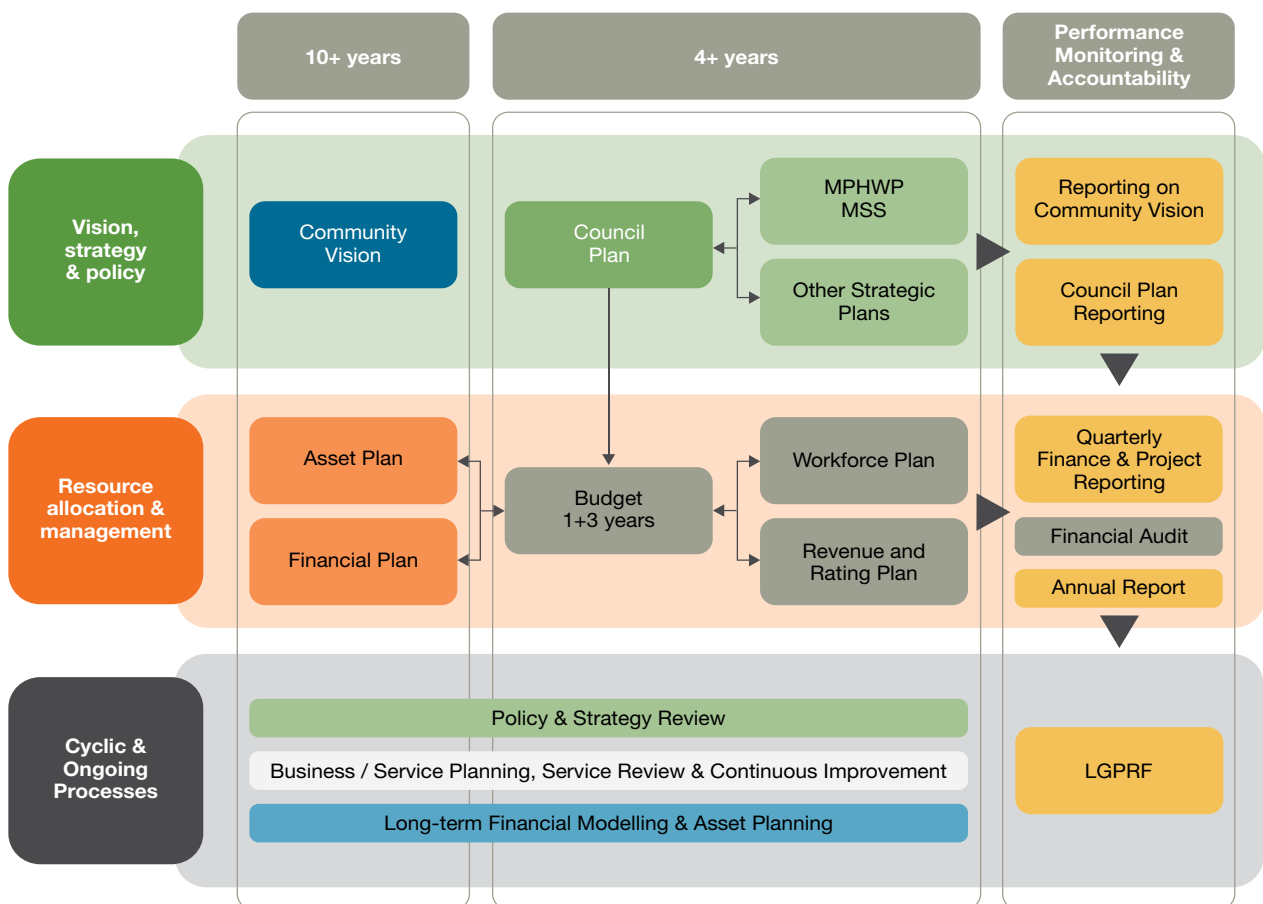 10+ years
4+ years
Performance
Monitoring &
Accountability
Vision,
strategy
& policy
Community
Vision
Council
Plan
MPHWP
MSS
Other Strategic
Plans
Reporting on
Community Vision
Council Plan
Reporting
Resource
allocation &
management
Asset Plan
Financial Plan
Budget
1+3 years
Workforce Plan
Revenue and
Rating Plan
Quarterly
Finance & Project
Reporting
Financial Audit
Annual Report
Cyclic &
Ongoing
Processes
Policy & Strategy Review
Business / Service Planning, Service Review & Continuous Improvement
Long-term Financial Modelling & Asset Planning
LGPRF